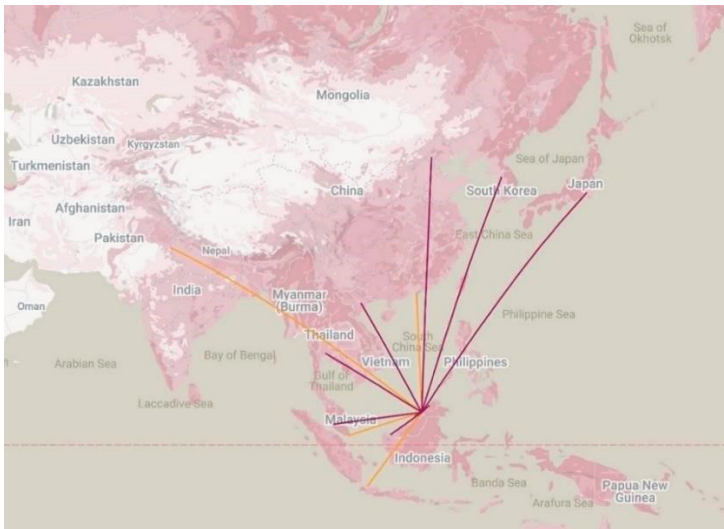 Sea of
Okhotsk
Kazakhstan
Mongolia
Uzbekistan
Kyrgyzstan
Turkmenistan
Sea of Japan
China
South Korea
Japan
Afghanistan
Iran
Pakistan
East China Sea
Nepal
India
Myanmar
(Burma)
Oman
Philippine Sea
Thailand
South
China Sea
Arabian Sea
Bay of Bengal
Vietnam
Philippines
Gulf of
Thailand
Laccadive Sea
Malaysia
Indonesia
Banda Sea
Papua New
Guinea
Arafura Sea